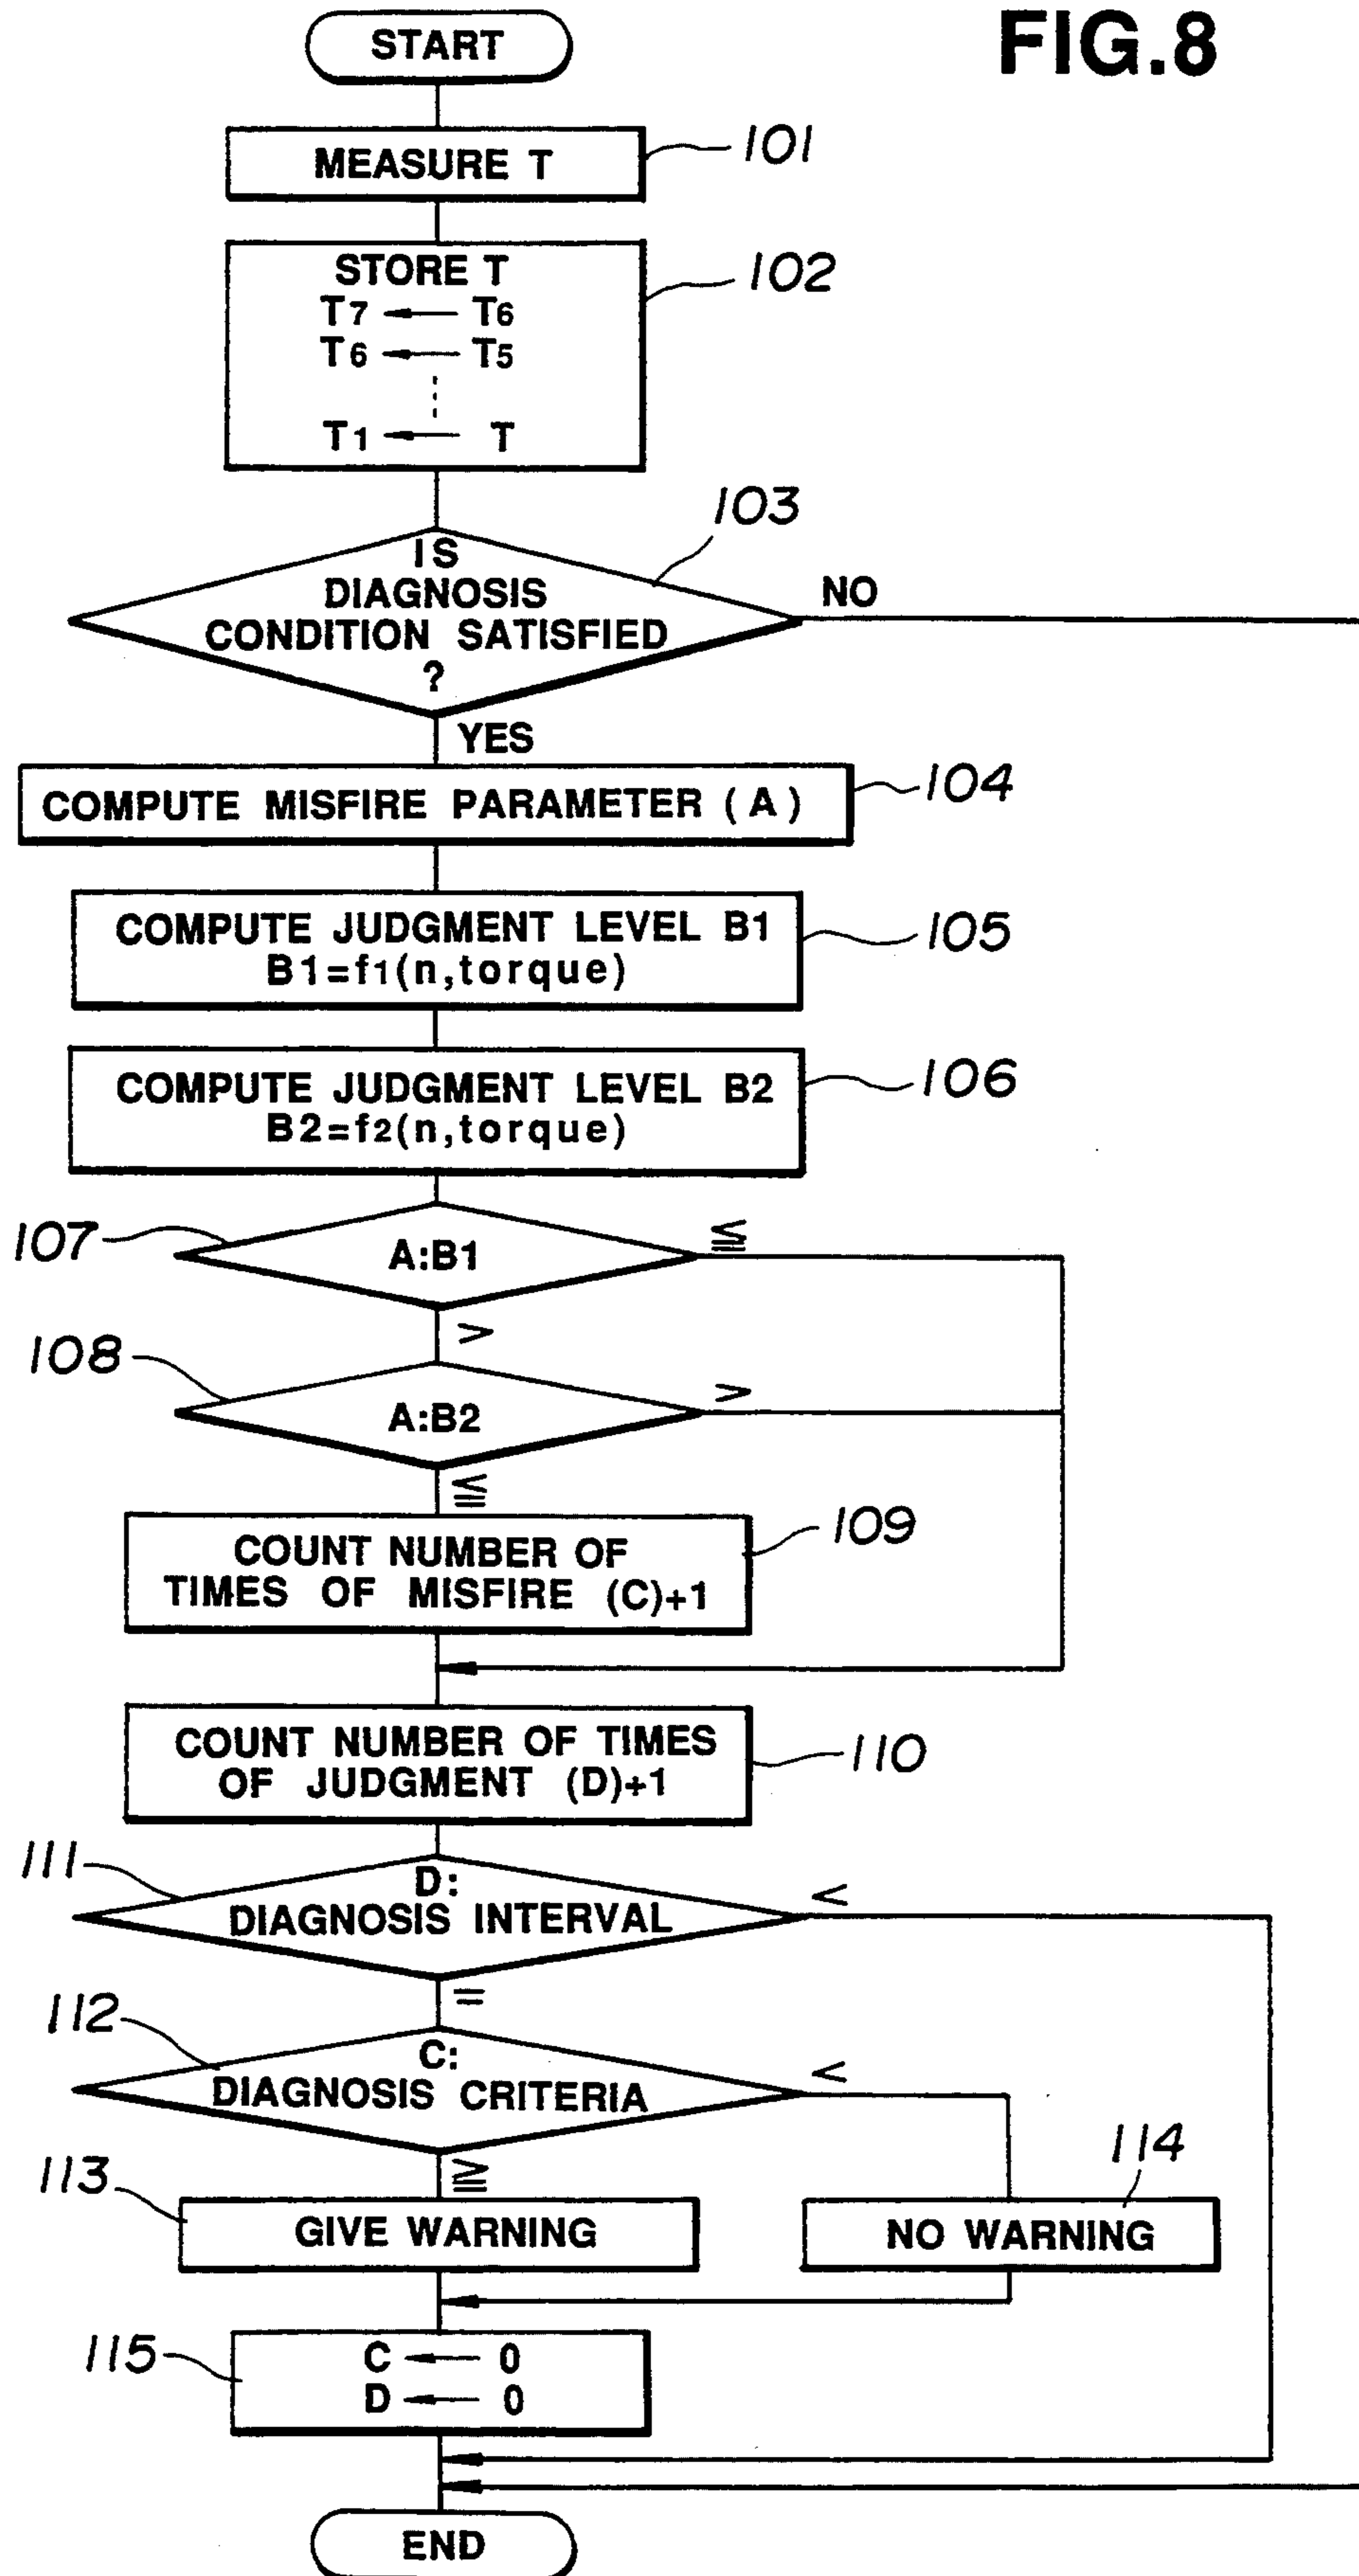 FIG.8
START
MEASURE T
101
STORE T
T7 ← T6
T6 ← T5
T1 ← T
102
103
IS
DIAGNOSIS
CONDITION SATISFIED
?
NO
YES
COMPUTE MISFIRE PARAMETER (A)
104
COMPUTE JUDGMENT LEVEL B1
B1=f1(n,torque)
105
COMPUTE JUDGMENT LEVEL B2
B2=f2(n,torque)
106
107
A:B1
≦
>
108
A:B2
>
≦
COUNT NUMBER OF
TIMES OF MISFIRE (C)+1
109
COUNT NUMBER OF TIMES
OF JUDGMENT (D)+1
110
111
D:
DIAGNOSIS INTERVAL
<
=
112
C:
DIAGNOSIS CRITERIA
<
≧
113
GIVE WARNING
114
NO WARNING
115
C ← 0
D ← 0
END